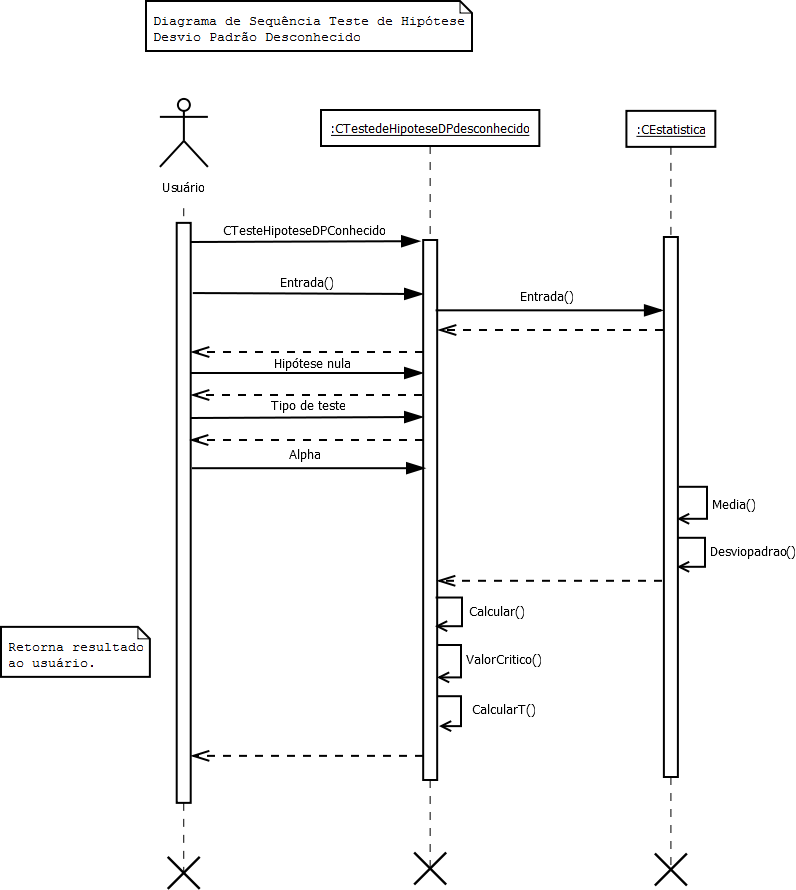 Diagrama de Sequência Teste de Hipótese
Desvio Padrão Desconhecido
:CTestedeHipoteseDPdesconhecido
:CEstatistica
Usuário
CTesteHipoteseDPConhecido
Entrada()
Entrada()
Hipótese nula
Tipo de teste
Alpha
Media()
Desviopadrao()
Calcular()
Retorna resultado
ao usuário.
ValorCritico()
CalcularT()